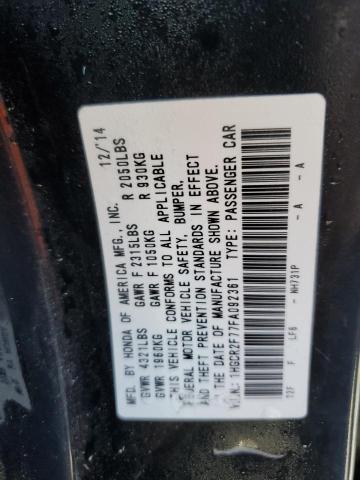 MFD. BY HONDA OF AMERICA MFG., INC. 12/'14
GVWR 4321LBS GAWR F 2315LBS R 2050LBS
GVWR 1960KG GAWR F 1050KG R 930KG
THIS VEHICLE CONFORMS TO ALL APPLICABLE
FEDERAL MOTOR VEHICLE SAFETY, BUMPER,
AND THEFT PREVENTION STANDARDS IN EFFECT
ON THE DATE OF MANUFACTURE SHOWN ABOVE.
V.I.N.: 1HGCR2F77FA092361 TYPE: PASSENGER CAR
12F F LF6 - NH731P - A - A